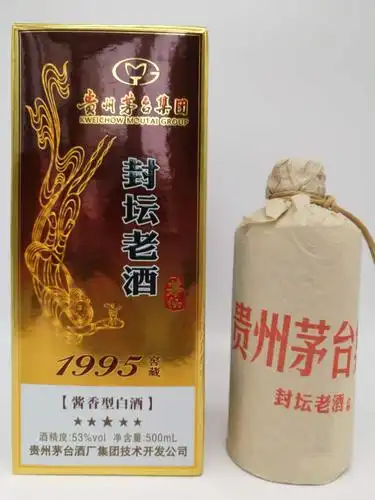 贵州茅台集团
KWEICHOW MOUTAI GROUP
封坛老酒
1995 窖藏
【酱香型白酒】
★★★★★
酒精度:53%vol 净含量:500mL
贵州茅台酒厂集团技术开发公司
贵州茅台
封坛老酒